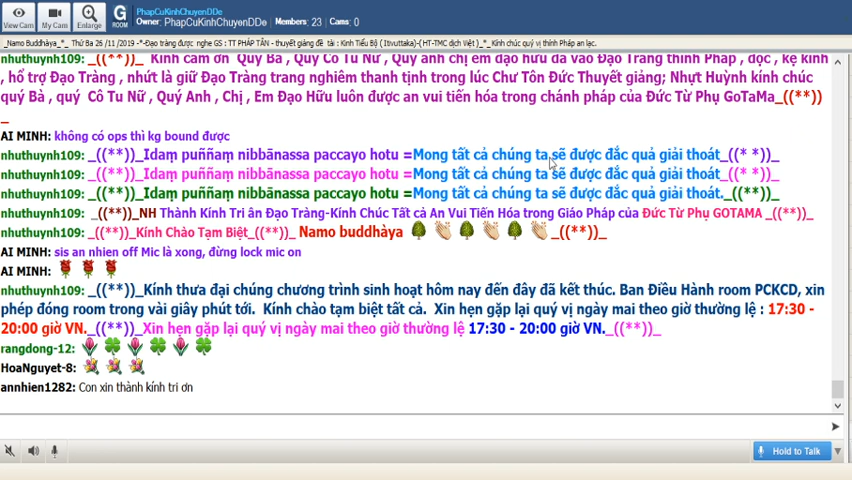 View Cam
My Cam
Enlarge
G
ROOM
PhapCuKinhChuyenDDe
Owner: PhapCuKinhChuyenDDe Members: 23 Cams: 0
_Namo Buddhàya_*_ Thứ Ba 26 /11 /2019 -*-Đạo tràng được nghe GS : TT PHÁP TÂN - thuyết giảng đề tài : Kinh Tiểu Bộ ( Itivuttaka)-( HT-TMC dịch Việt )_*_ Kính chúc quý vị thính Pháp an lạc.
_((**)) Kính cảm ơn Quý Bà , Quý Cô Tu Nữ , Quý anh chị em đạo hữu đã vào Đạo Tràng thính Pháp , đọc , kệ kinh
, hổ trợ Đạo Tràng , nhứt là giữ Đạo Tràng trang nghiêm thanh tịnh trong lúc Chư Tôn Đức Thuyết giảng; Nhựt Huỳnh kính chúc
quý Bà , quý Cô Tu Nữ , Quý Anh , Chị , Em Đạo Hữu luôn được an vui tiến hóa trong chánh pháp của Đức Từ Phụ GoTaMa_((**))
_
AI MINH: không có ops thì kg bound được
nhuthuynh109: _((**))_Idaṃ puññaṃ nibbānassa paccayo hotu =Mong tất cả chúng ta sẽ được đắc quả giải thoát_((* *))_
nhuthuynh109: _((**))_Idaṃ puññaṃ nibbānassa paccayo hotu =Mong tất cả chúng ta sẽ được đắc quả giải thoát_((* *))_
nhuthuynh109: _((**))_Idaṃ puññaṃ nibbānassa paccayo hotu =Mong tất cả chúng ta sẽ được đắc quả giải thoát._((**))_
nhuthuynh109: _((**))_NH Thành Kính Tri ân Đạo Tràng-Kính Chúc Tất cả An Vui Tiến Hóa trong Giáo Pháp của Đức Từ Phụ GOTAMA _((**))_
nhuthuynh109: _((**))_Kính Chào Tạm Biệt_((**))_ Namo buddhàya _((**))_
AI MINH: sis an nhien off Mic là xong, đừng lock mic on
AI MINH:
nhuthuynh109: _((**))_Kính thưa đại chúng chương trình sinh hoạt hôm nay đến đây đã kết thúc. Ban Điều Hành room PCKCD, xin
phép đóng room trong vài giây phút tới. Kính chào tạm biệt tất cả. Xin hẹn gặp lại quý vị ngày mai theo giờ thường lệ : 17:30 -
20:00 giờ VN._((**))_Xin hẹn gặp lại quý vị ngày mai theo giờ thường lệ 17:30 - 20:00 giờ VN._((**))_
rangdong-12:
HoaNguyet-8:
annhien1282: Con xin thành kính tri ơn
Hold to Talk